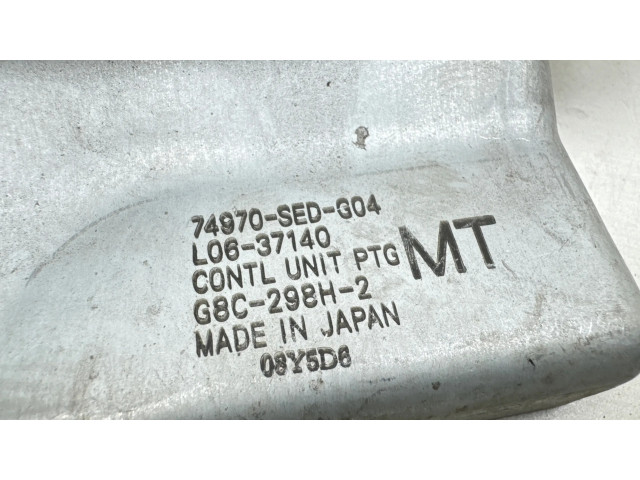 74970-SED-G04
L06-37140
CONTL UNIT PTG MT
G8C-298H-2
MADE IN JAPAN
08Y5D6